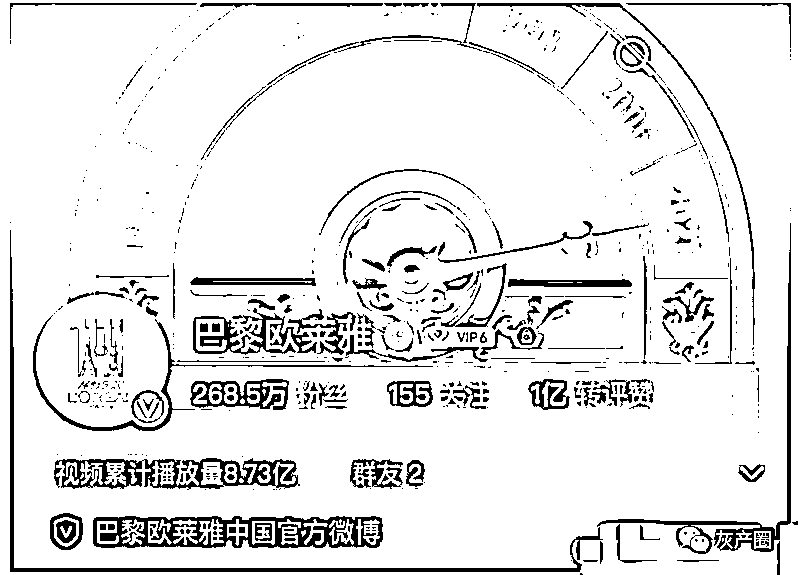 200%
巴黎欧莱雅 VIP6
L'ORÉAL
268.5万 粉丝 155 关注 1亿 转评赞
视频累计播放量8.73亿 群友 2
巴黎欧莱雅中国官方微博
灰产圈